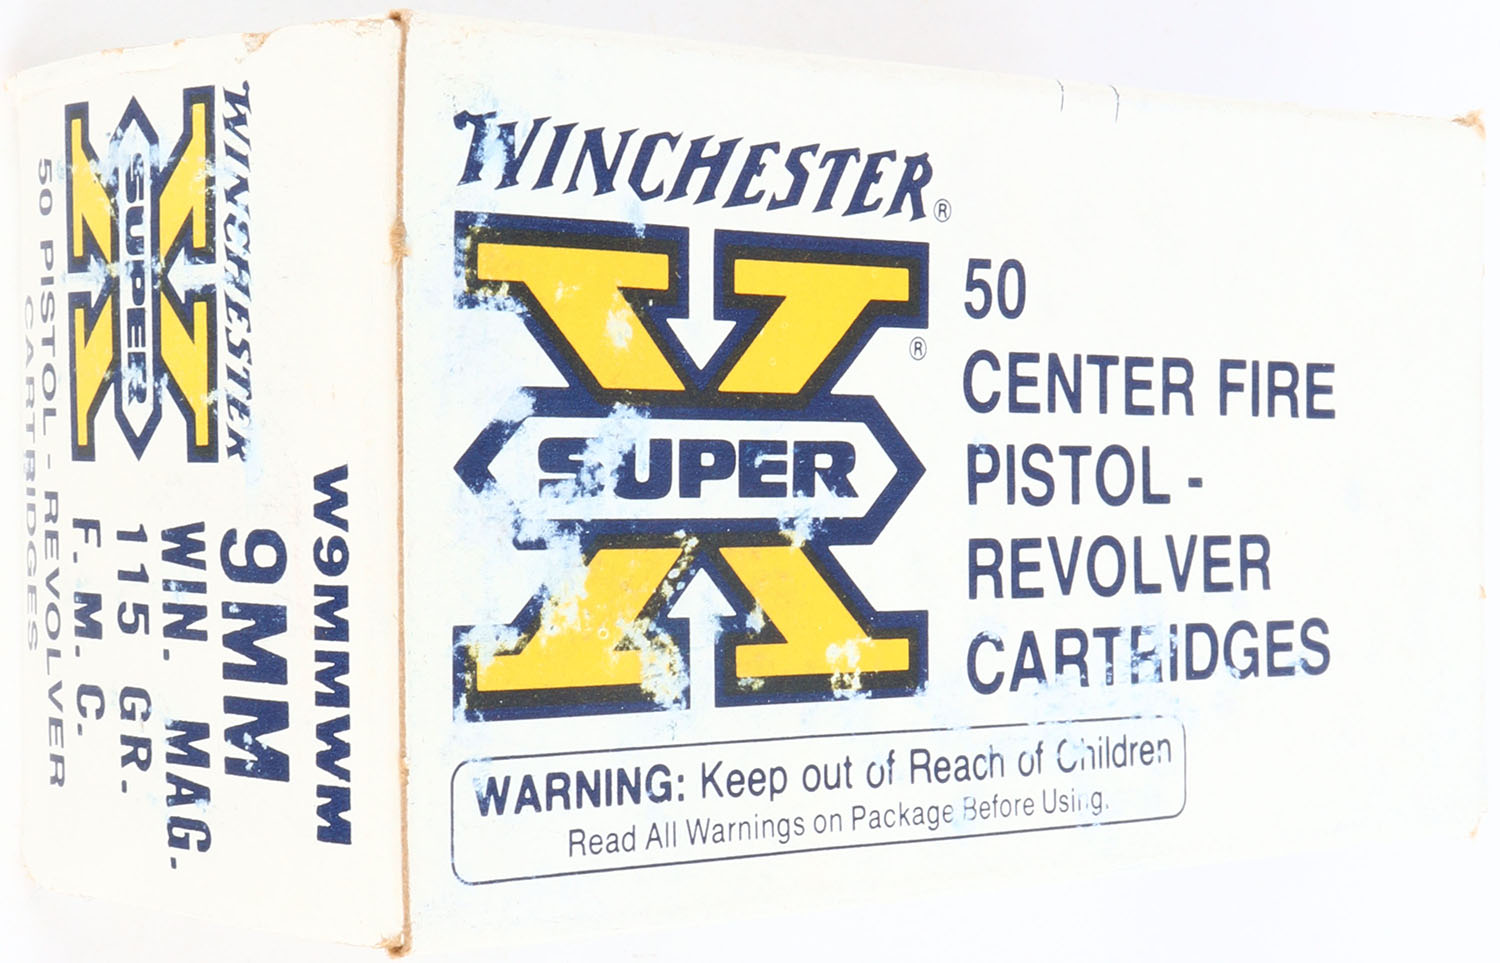 WINCHESTER®
SUPER
X®
50
CENTER FIRE
PISTOL -
REVOLVER
CARTRIDGES
WARNING: Keep out of Reach of Children
Read All Warnings on Package Before Using.
W9MMWM
WINCHESTER
SUPER
X
9MM
WIN. MAG.
115 GR.
F. M. C.
50 PISTOL - REVOLVER
CARTRIDGES